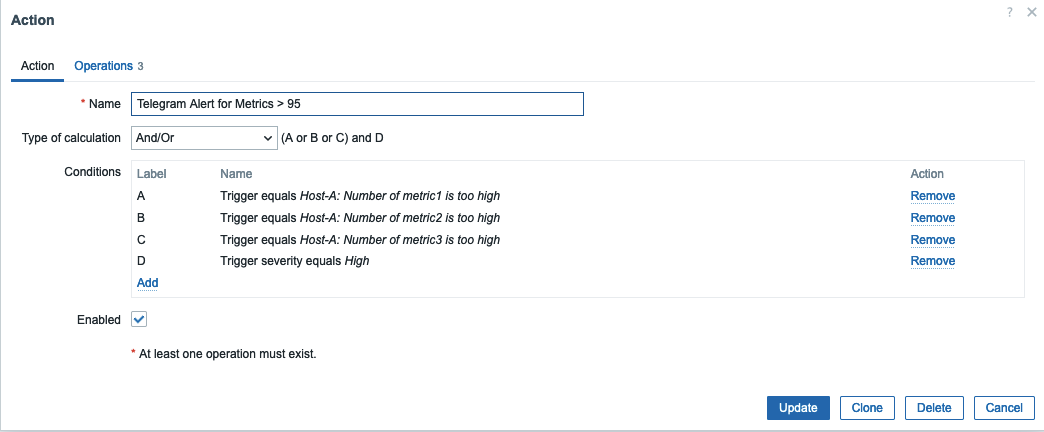 Action
? ×
Action Operations 3
* Name Telegram Alert for Metrics > 95
Type of calculation And/Or (A or B or C) and D
Conditions Label Name Action
A Trigger equals Host-A: Number of metric1 is too high Remove
B Trigger equals Host-A: Number of metric2 is too high Remove
C Trigger equals Host-A: Number of metric3 is too high Remove
D Trigger severity equals High Remove
Add
Enabled
* At least one operation must exist.
Update Clone Delete Cancel